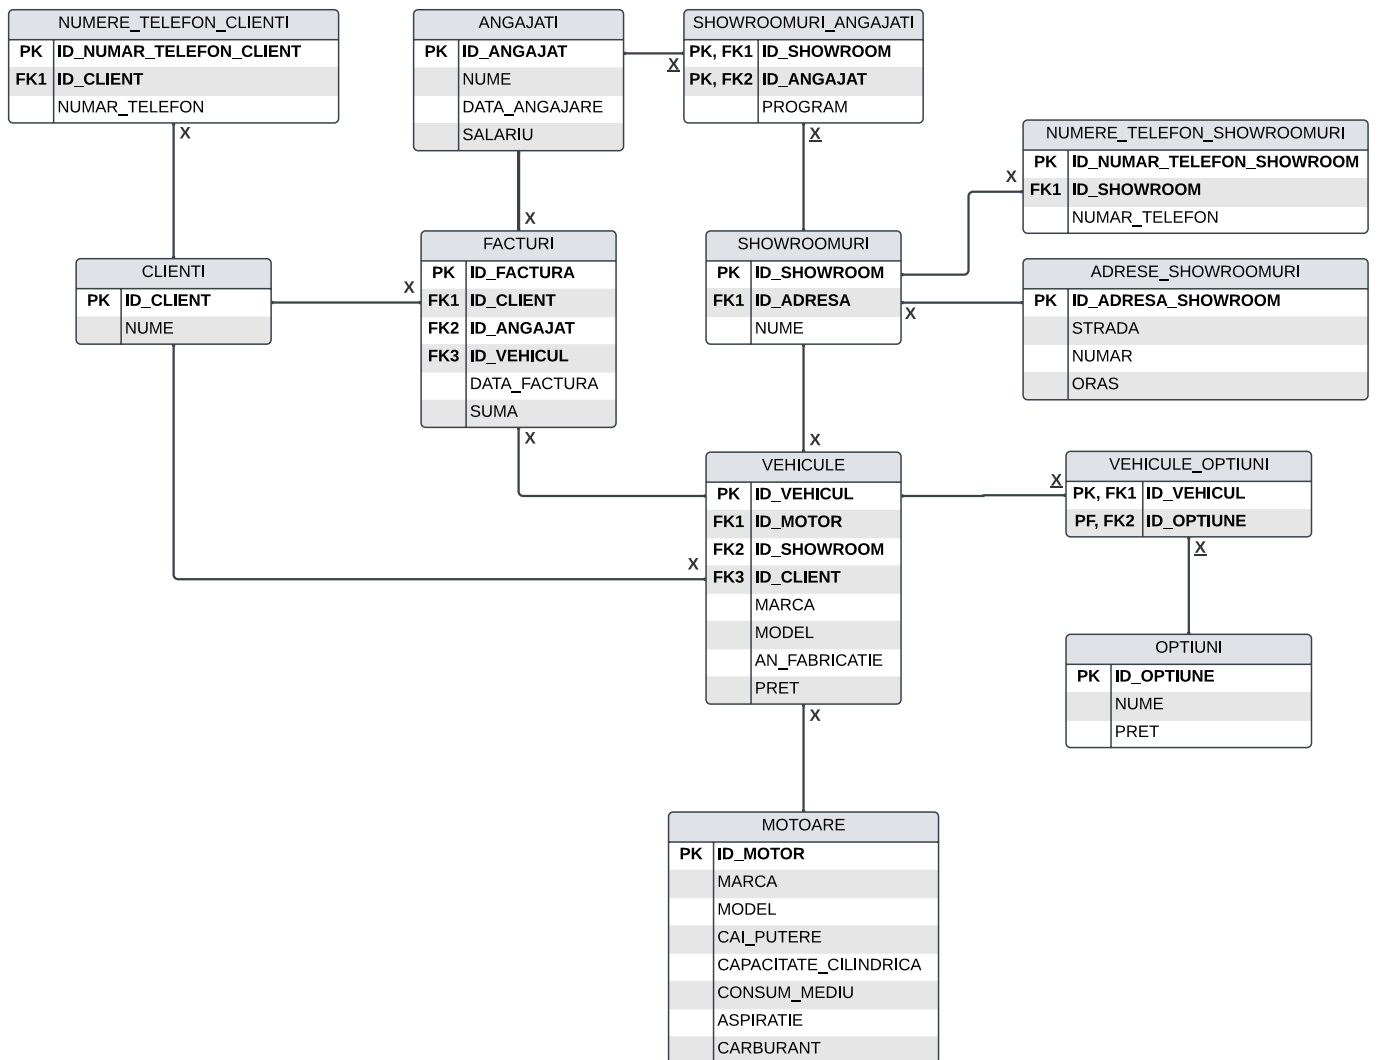 NUMERE_TELEFON_CLIENTI
PK ID_NUMAR_TELEFON_CLIENT
FK1 ID_CLIENT
NUMAR_TELEFON
X
ANGAJATI
PK ID_ANGAJAT
NUME
DATA_ANGAJARE
SALARIU
X
SHOWROOMURI_ANGAJATI
X PK, FK1 ID_SHOWROOM
PK, FK2 ID_ANGAJAT
PROGRAM
X
NUMERE_TELEFON_SHOWROOMURI
PK ID_NUMAR_TELEFON_SHOWROOM
X FK1 ID_SHOWROOM
NUMAR_TELEFON
CLIENTI
PK ID_CLIENT
NUME
X
FACTURI
PK ID_FACTURA
FK1 ID_CLIENT
FK2 ID_ANGAJAT
FK3 ID_VEHICUL
DATA_FACTURA
SUMA
X
SHOWROOMURI
PK ID_SHOWROOM
FK1 ID_ADRESA
NUME
X
ADRESE_SHOWROOMURI
PK ID_ADRESA_SHOWROOM
STRADA
NUMAR
ORAS
X
VEHICULE
PK ID_VEHICUL
FK1 ID_MOTOR
FK2 ID_SHOWROOM
X FK3 ID_CLIENT
MARCA
MODEL
AN_FABRICATIE
PRET
X
VEHICULE_OPTIUNI
X PK, FK1 ID_VEHICUL
PF, FK2 ID_OPTIUNE
X
OPTIUNI
PK ID_OPTIUNE
NUME
PRET
MOTOARE
PK ID_MOTOR
MARCA
MODEL
CAI_PUTERE
CAPACITATE_CILINDRICA
CONSUM_MEDIU
ASPIRATIE
CARBURANT